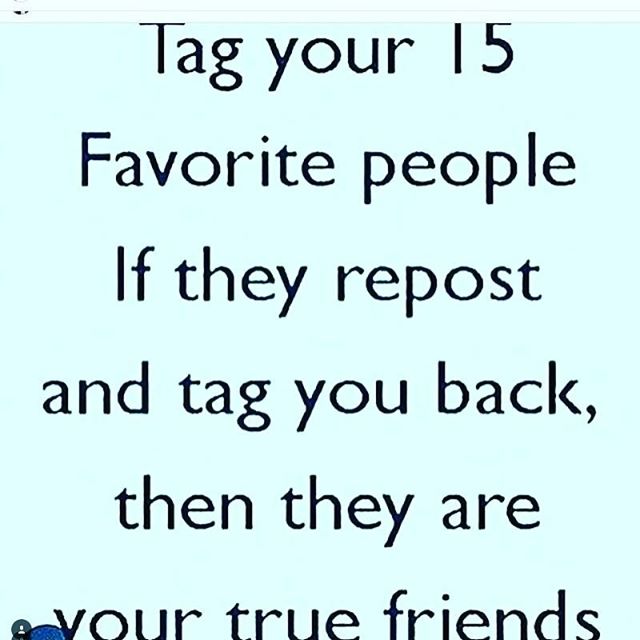 Tag your 15
Favorite people
If they repost
and tag you back,
then they are
your true friends